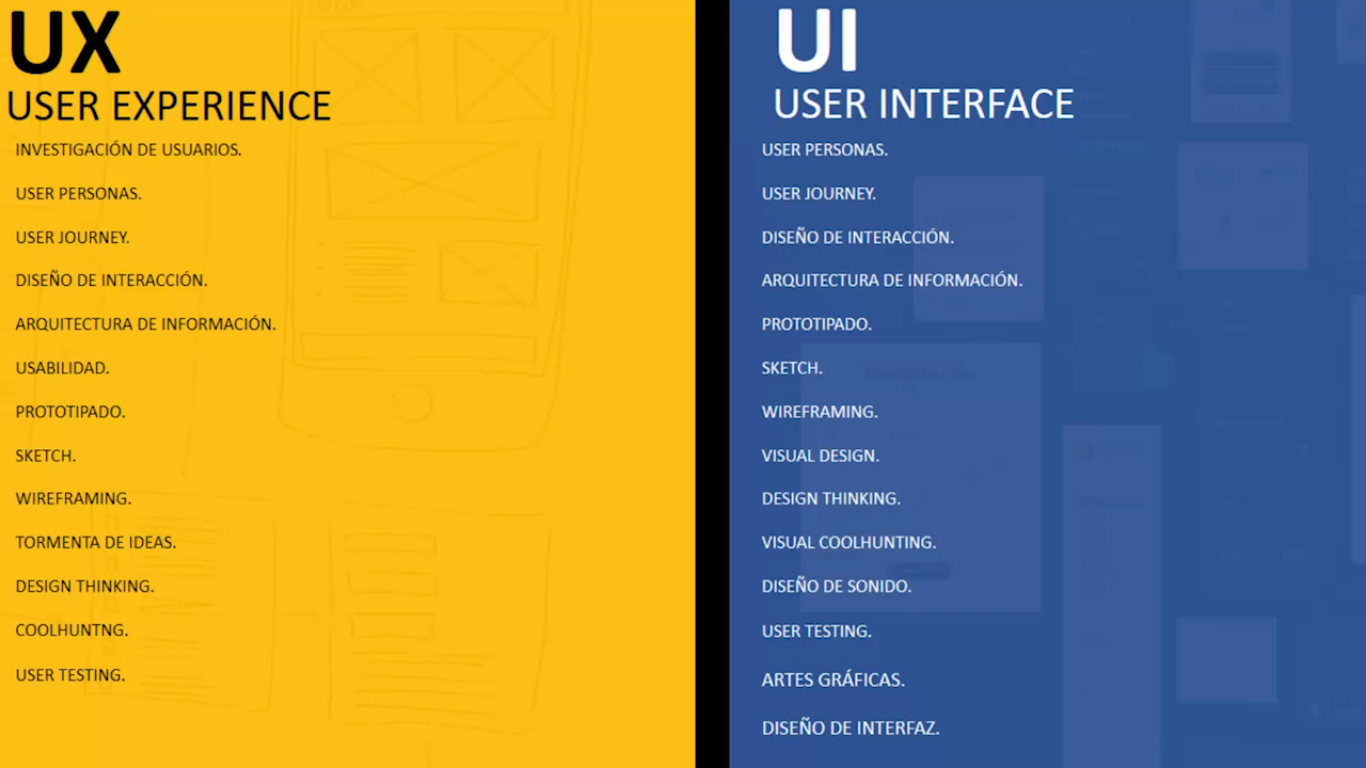 UX
USER EXPERIENCE
INVESTIGACIÓN DE USUARIOS.
USER PERSONAS.
USER JOURNEY.
DISEÑO DE INTERACCIÓN.
ARQUITECTURA DE INFORMACIÓN.
USABILIDAD.
PROTOTIPADO.
SKETCH.
WIREFRAMING.
TORMENTA DE IDEAS.
DESIGN THINKING.
COOLHUNTNG.
USER TESTING.
UI
USER INTERFACE
USER PERSONAS.
USER JOURNEY.
DISEÑO DE INTERACCIÓN.
ARQUITECTURA DE INFORMACIÓN.
PROTOTIPADO.
SKETCH.
WIREFRAMING.
VISUAL DESIGN.
DESIGN THINKING.
VISUAL COOLHUNTING.
DISEÑO DE SONIDO.
USER TESTING.
ARTES GRÁFICAS.
DISEÑO DE INTERFAZ.